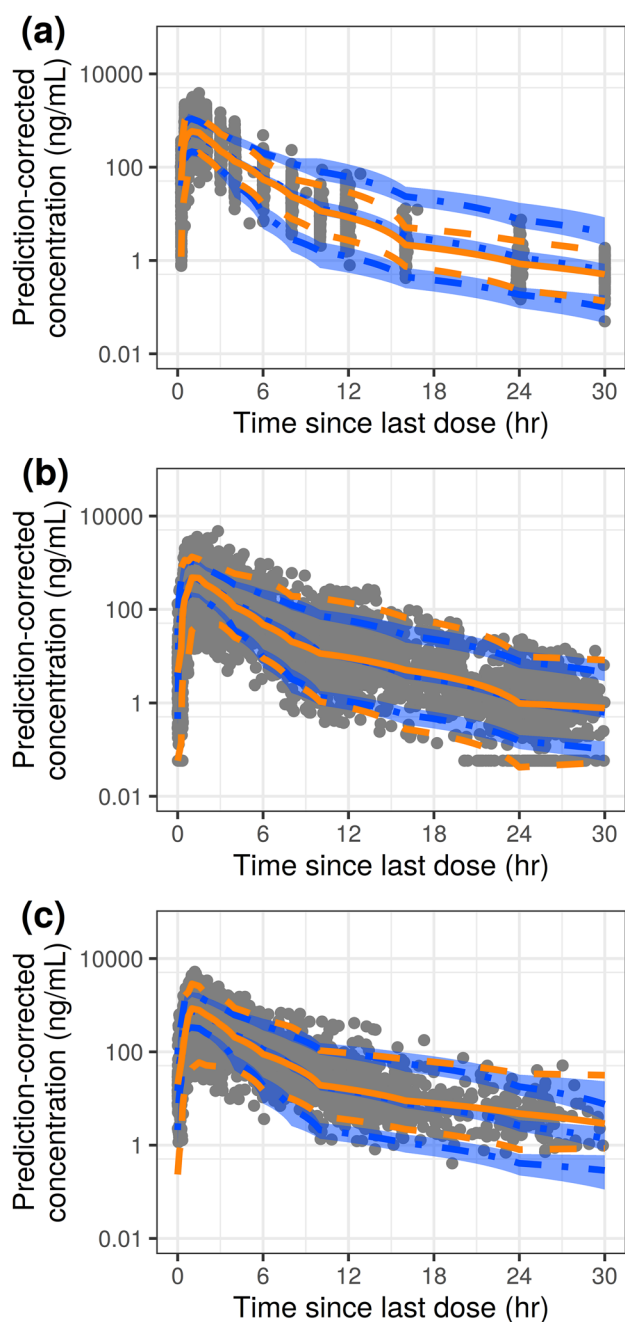 (a)
Prediction-corrected
concentration (ng/mL)
10000
100
1
0.01
0 6 12 18 24 30
Time since last dose (hr)
(b)
Prediction-corrected
concentration (ng/mL)
10000
100
1
0.01
0 6 12 18 24 30
Time since last dose (hr)
(c)
Prediction-corrected
concentration (ng/mL)
10000
100
1
0.01
0 6 12 18 24 30
Time since last dose (hr)